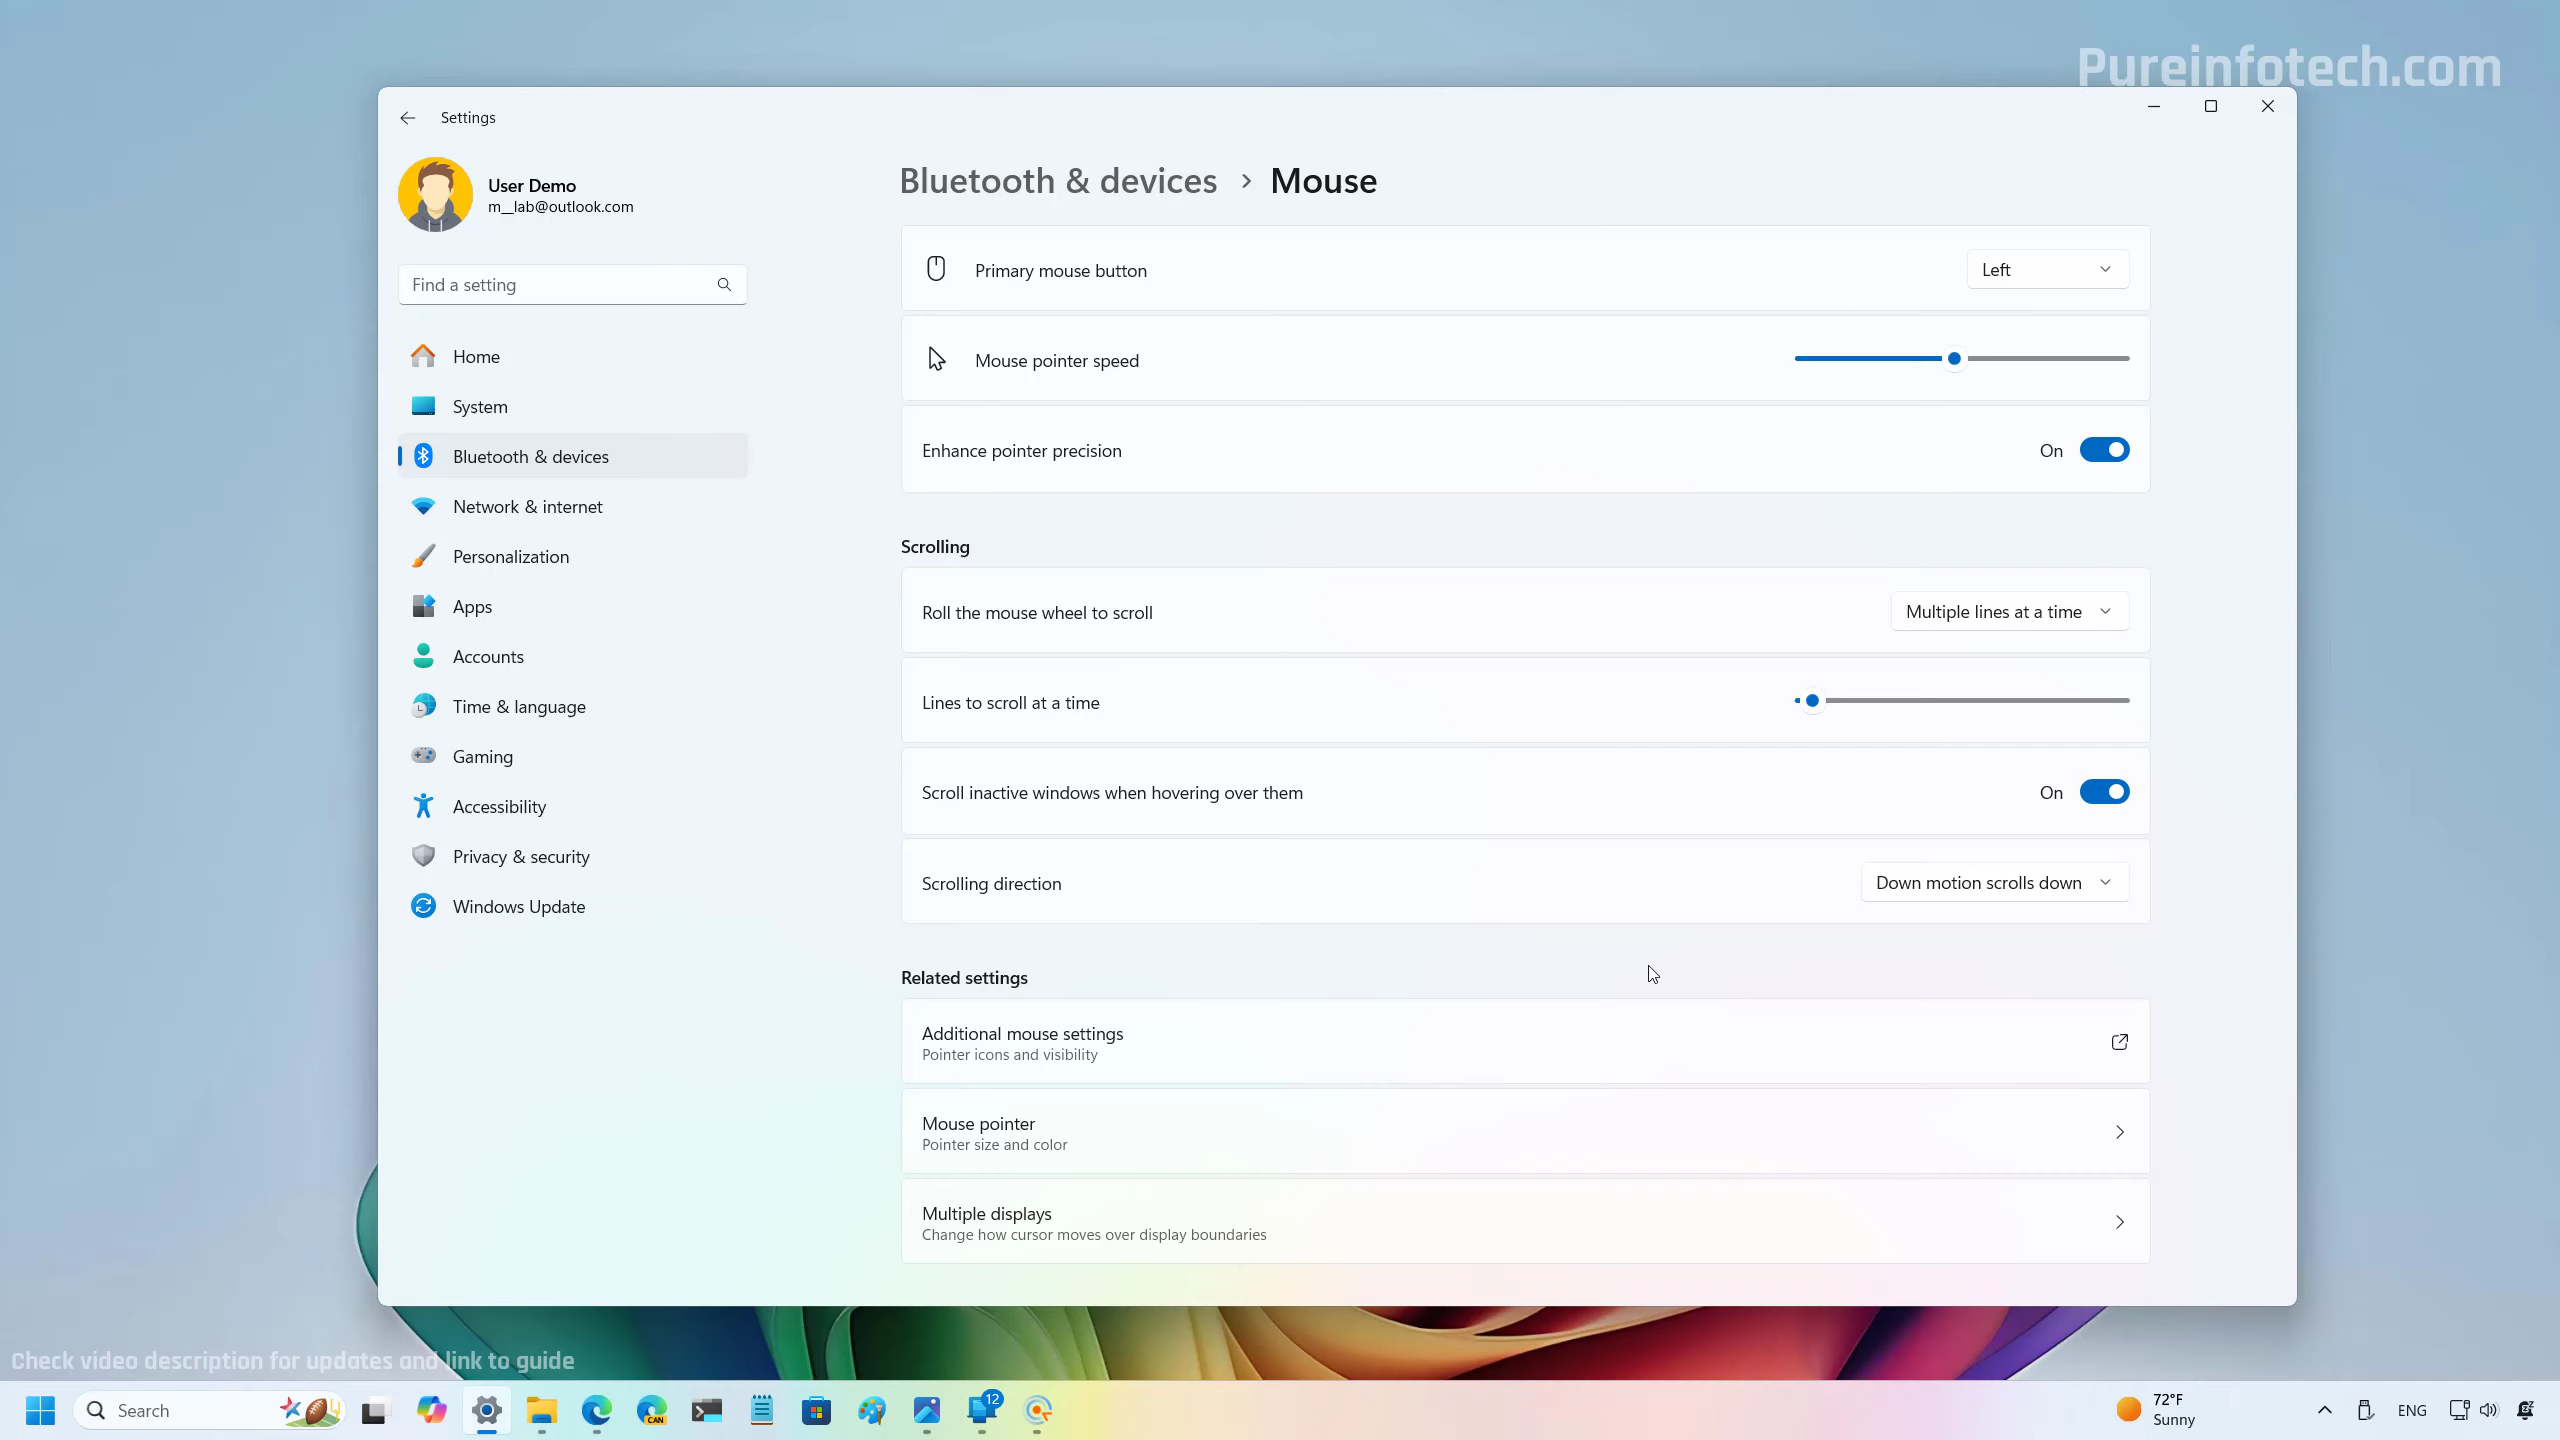 Pureinfotech.com
Settings
User Demo
m__lab@outlook.com
Find a setting
Home
System
Bluetooth & devices
Network & internet
Personalization
Apps
Accounts
Time & language
Gaming
Accessibility
Privacy & security
Windows Update
Bluetooth & devices > Mouse
Primary mouse button Left
Mouse pointer speed
Enhance pointer precision On
Scrolling
Roll the mouse wheel to scroll Multiple lines at a time
Lines to scroll at a time
Scroll inactive windows when hovering over them On
Scrolling direction Down motion scrolls down
Related settings
Additional mouse settings
Pointer icons and visibility
Mouse pointer
Pointer size and color
Multiple displays
Change how cursor moves over display boundaries
Check video description for updates and link to guide
Search
CAN
12
72°F
Sunny
ENG